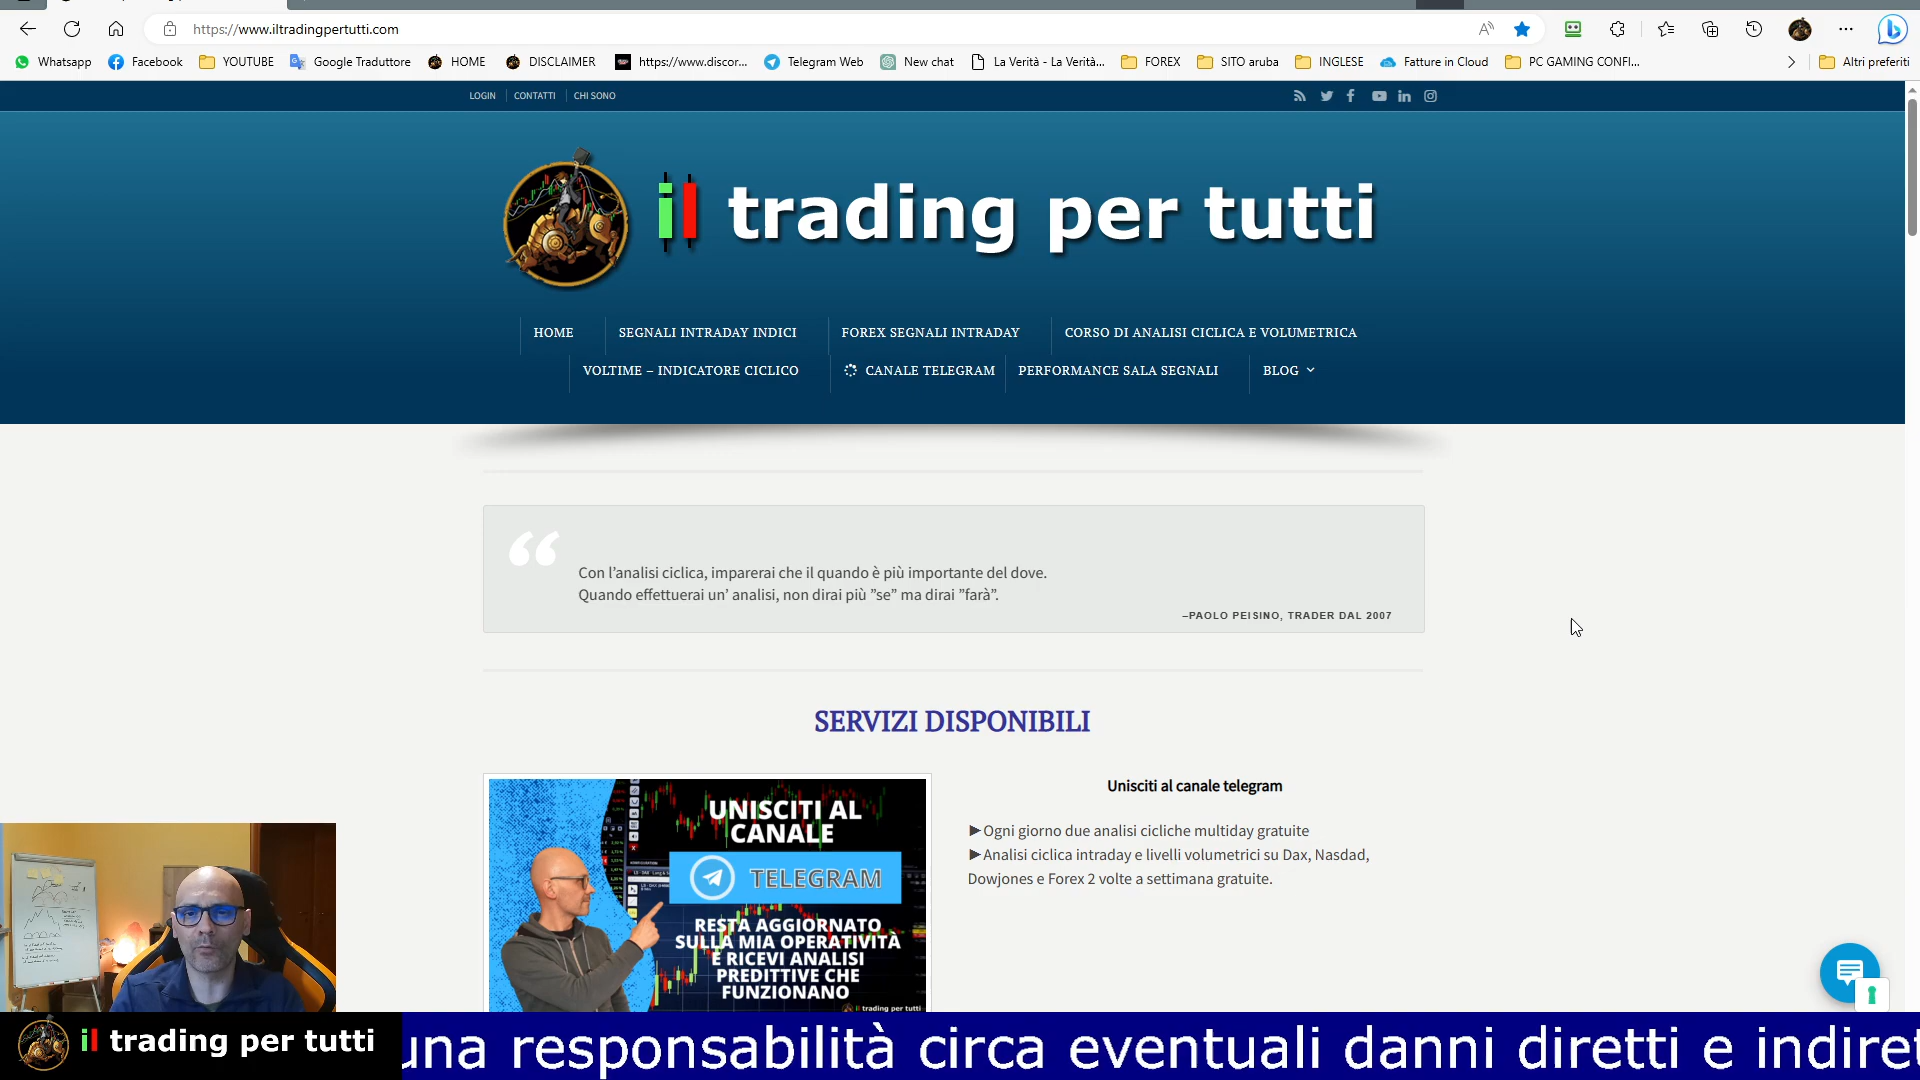 https://www.iltradingpertutti.com
Whatsapp
Facebook
YOUTUBE
Google Traduttore
HOME
DISCLAIMER
https://www.discor...
Telegram Web
New chat
La Verità - La Verità...
FOREX
SITO aruba
INGLESE
Fatture in Cloud
PC GAMING CONFI...
Altri preferiti
LOGIN
CONTATTI
CHI SONO
il trading per tutti
HOME
SEGNALI INTRADAY INDICI
FOREX SEGNALI INTRADAY
CORSO DI ANALISI CICLICA E VOLUMETRICA
VOLTIME – INDICATORE CICLICO
CANALE TELEGRAM
PERFORMANCE SALA SEGNALI
BLOG
Con l’analisi ciclica, imparerai che il quando è più importante del dove.
Quando effettuerai un’ analisi, non dirai più ”se” ma dirai ”farà”.
–PAOLO PEISINO, TRADER DAL 2007
SERVIZI DISPONIBILI
UNISCITI AL
CANALE
TELEGRAM
RESTA AGGIORNATO
SULLA MIA OPERATIVITÀ
E RICEVI ANALISI
PREDITTIVE CHE
FUNZIONANO
il trading per tutti
Unisciti al canale telegram
►Ogni giorno due analisi cicliche multiday gratuite
►Analisi ciclica intraday e livelli volumetrici su Dax, Nasdad,
Dowjones e Forex 2 volte a settimana gratuite.
il trading per tutti
una responsabilità circa eventuali danni diretti e indiret